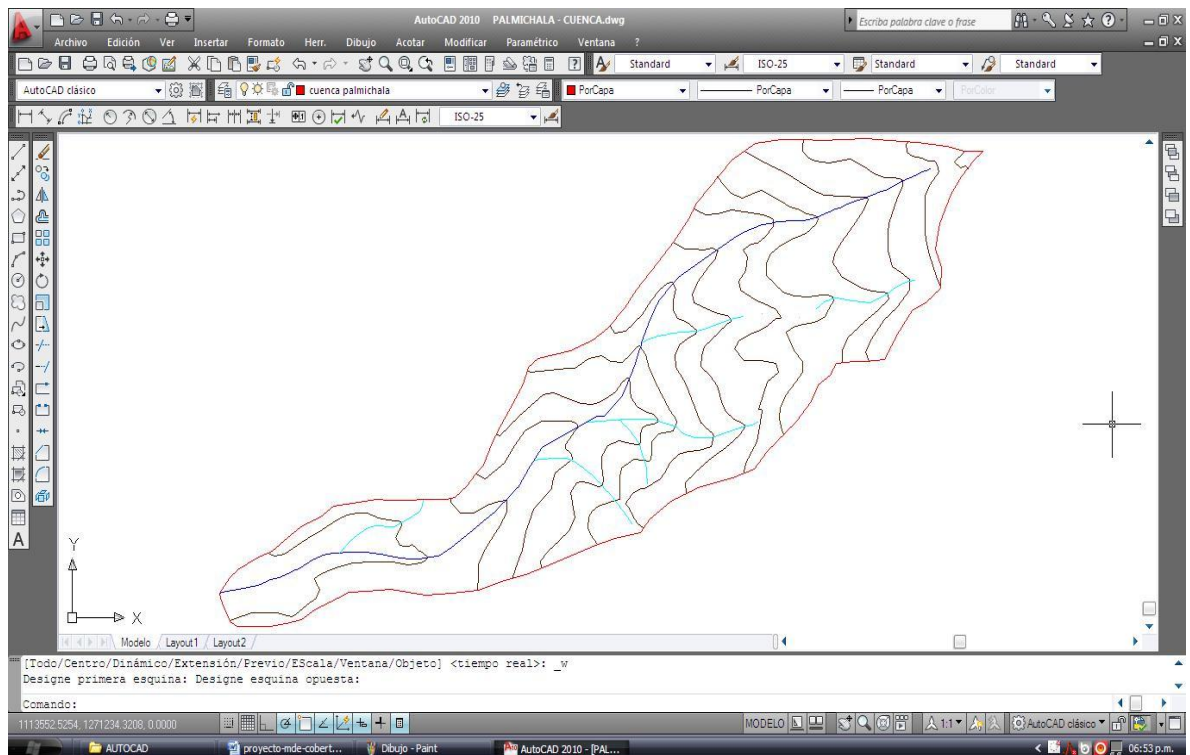 AutoCAD 2010 PALMICHALA - CUENCA.dwg
Escriba palabra clave o frase
Archivo Edición Ver Insertar Formato Herr. Dibujo Acotar Modificar Paramétrico Ventana ?
Standard ISO-25 Standard Standard
AutoCAD clásico cuenca palmichala PorCapa PorCapa PorCapa PorColor
ISO-25
A
Y
X
Modelo Layout1 Layout2
[Todo/Centro/Dinámico/Extensión/Previo/EScala/Ventana/Objeto] <tiempo real>: _w
Designe primera esquina: Designe esquina opuesta:
Comando:
1113552.5254, 1271234.3208, 0.0000 MODELO 1:1 AutoCAD clásico
AUTOCAD proyecto-mde-cobert... Dibujo - Paint AutoCAD 2010 - [PAL... 06:53 p.m.